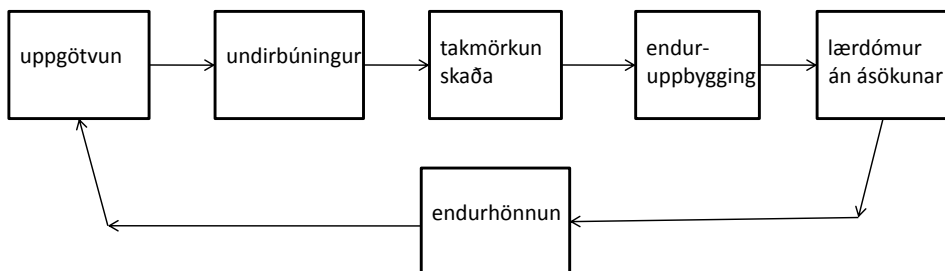 uppgötvun
undirbúningur
takmörkun
skaða
endur-
uppbygging
lærdómur
án ásökunar
endurhönnun